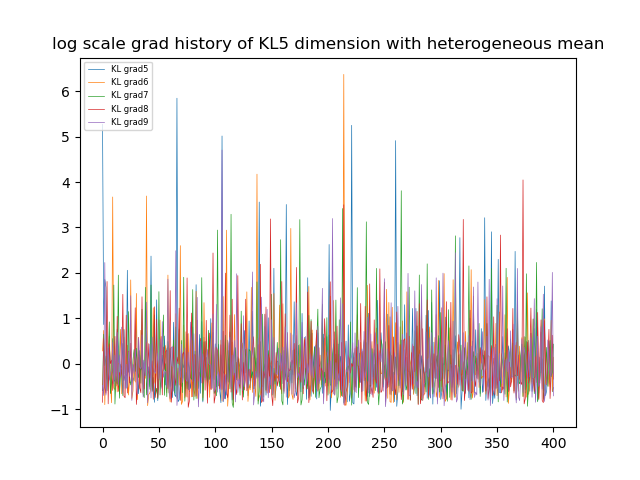 log scale grad history of KL5 dimension with heterogeneous mean
KL grad5
KL grad6
KL grad7
KL grad8
KL grad9
6
5
4
3
2
1
0
−1
0 50 100 150 200 250 300 350 400